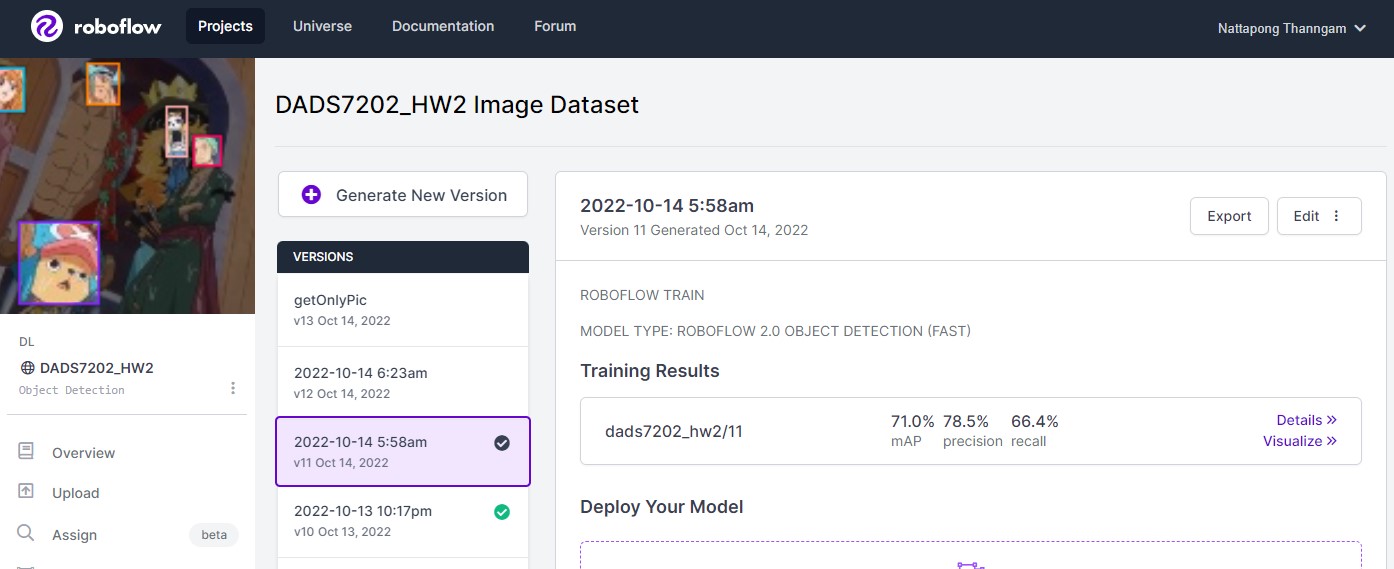 roboflow
Projects
Universe
Documentation
Forum
Nattapong Thanngam
DADS7202_HW2 Image Dataset
DL
DADS7202_HW2
Object Detection
Overview
Upload
Assign
beta
Generate New Version
VERSIONS
getOnlyPic
v13 Oct 14, 2022
2022-10-14 6:23am
v12 Oct 14, 2022
2022-10-14 5:58am
v11 Oct 14, 2022
2022-10-13 10:17pm
v10 Oct 13, 2022
2022-10-14 5:58am
Version 11 Generated Oct 14, 2022
Export
Edit
ROBOFLOW TRAIN
MODEL TYPE: ROBOFLOW 2.0 OBJECT DETECTION (FAST)
Training Results
dads7202_hw2/11
71.0% 78.5% 66.4%
mAP precision recall
Details »
Visualize »
Deploy Your Model